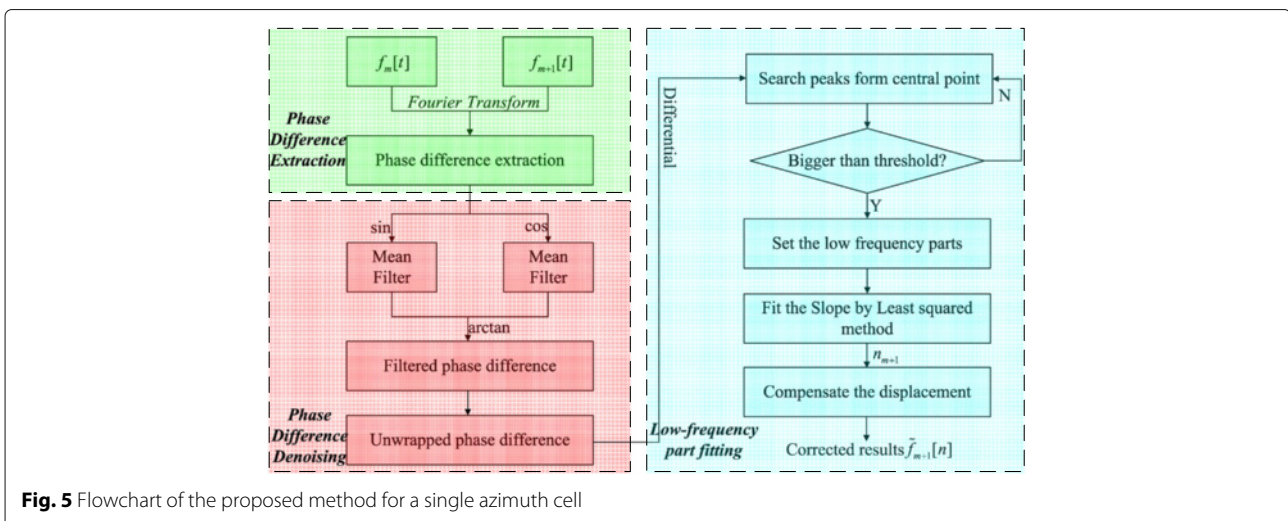 f_m[t]
f_{m+1}[t]
Fourier Transform
Phase
Difference
Extraction
Phase difference extraction
sin
cos
Mean
Filter
Mean
Filter
arctan
Filtered phase difference
Phase
Difference
Denoising
Unwrapped phase difference
Differential
Search peaks form central point
N
Bigger than threshold?
Y
Set the low frequency parts
Fit the Slope by Least squared
method
n_{m+1}
Compensate the displacement
Low-frequency
part fitting
Corrected results f̃_{m+1}[n]
Fig. 5 Flowchart of the proposed method for a single azimuth cell